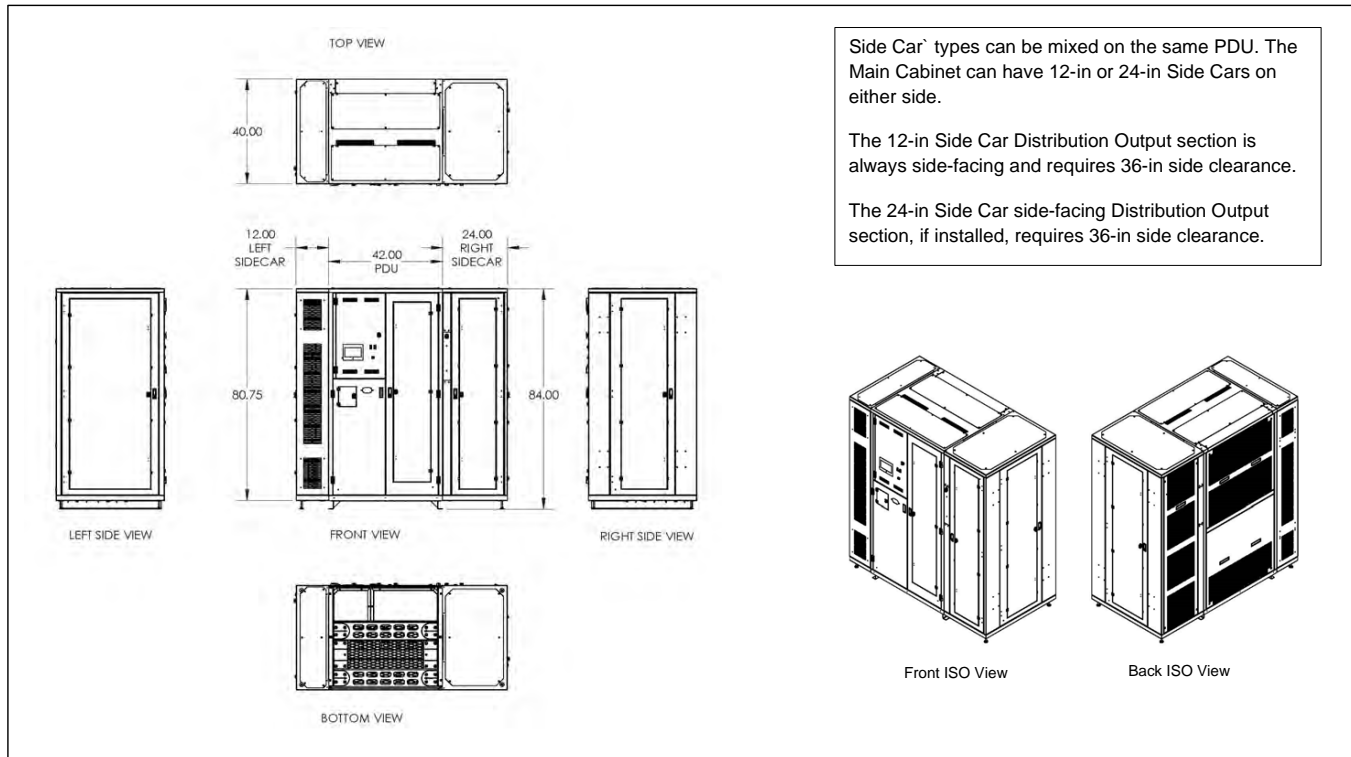 TOP VIEW
40.00
12.00
LEFT
SIDECAR
42.00
PDU
24.00
RIGHT
SIDECAR
80.75
84.00
LEFT SIDE VIEW
FRONT VIEW
RIGHT SIDE VIEW
BOTTOM VIEW
Side Car` types can be mixed on the same PDU. The
Main Cabinet can have 12-in or 24-in Side Cars on
either side.
The 12-in Side Car Distribution Output section is
always side-facing and requires 36-in side clearance.
The 24-in Side Car side-facing Distribution Output
section, if installed, requires 36-in side clearance.
Front ISO View
Back ISO View